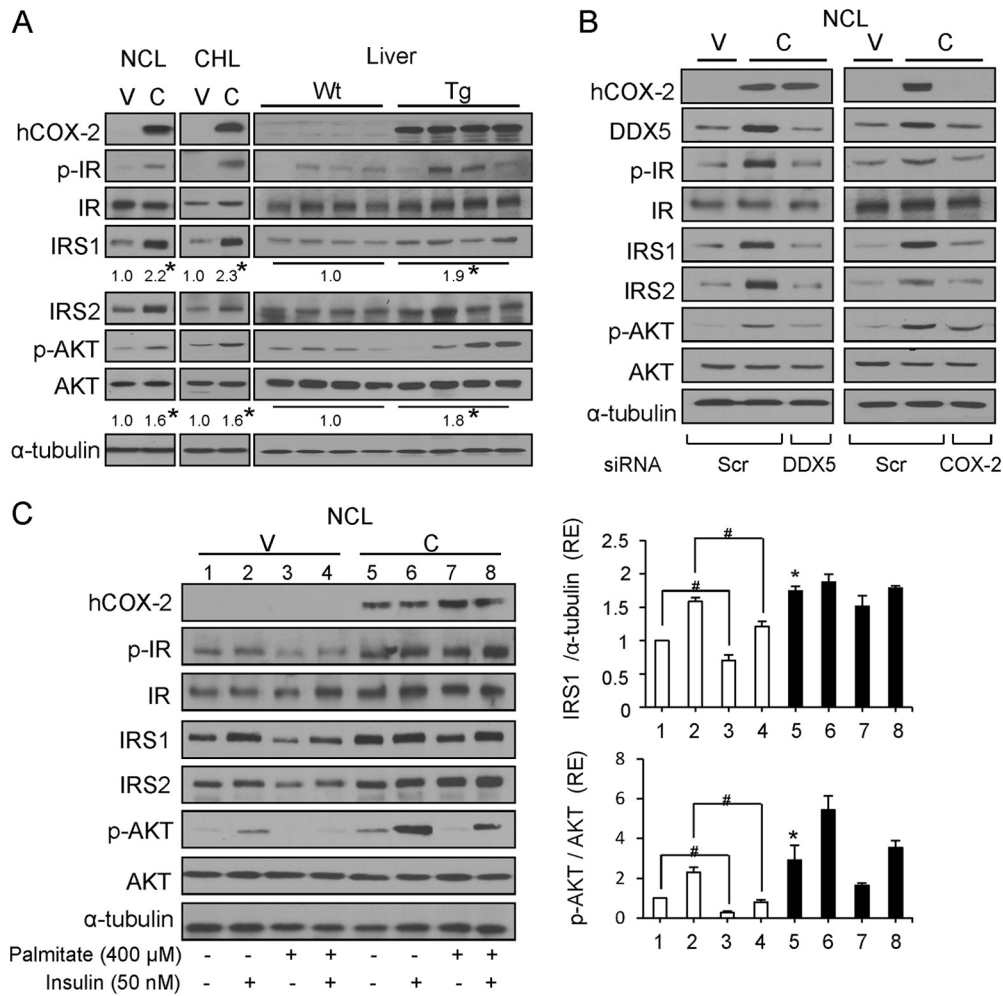 A
NCL CHL Liver
V C V C Wt Tg
hCOX-2
p-IR
IR
IRS1
1.0 2.2* 1.0 2.3* 1.0 1.9*
IRS2
p-AKT
AKT
1.0 1.6* 1.0 1.6* 1.0 1.8*
α-tubulin
B
NCL
V C V C
hCOX-2
DDX5
p-IR
IR
IRS1
IRS2
p-AKT
AKT
α-tubulin
siRNA Scr DDX5 Scr COX-2
C
NCL
V C
1 2 3 4 5 6 7 8
hCOX-2
p-IR
IR
IRS1
IRS2
p-AKT
AKT
α-tubulin
Palmitate (400 µM) - - + + - - + +
Insulin (50 nM) - + - + - + - +
IRS1 /α-tubulin (RE)
2.5
2
1.5
1
0.5
0
# # *
1 2 3 4 5 6 7 8
p-AKT / AKT (RE)
8
6
4
2
0
# # *
1 2 3 4 5 6 7 8